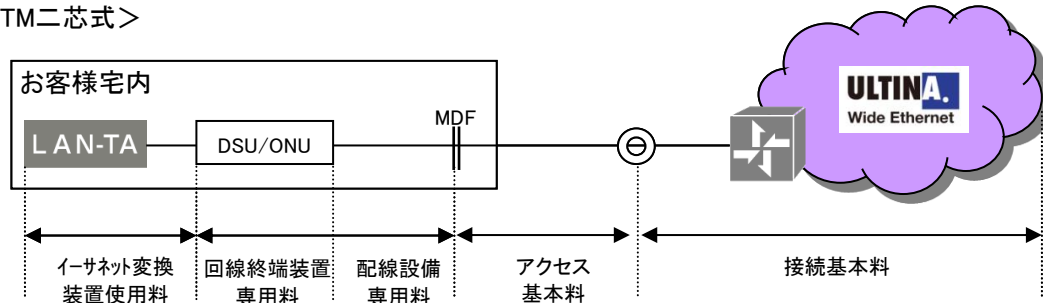 TM二芯式＞
お客様宅内
ULTINA.
Wide Ethernet
MDF
LAN-TA
DSU/ONU
イーサネット変換
装置使用料
回線終端装置
専用料
配線設備
専用料
アクセス
基本料
接続基本料